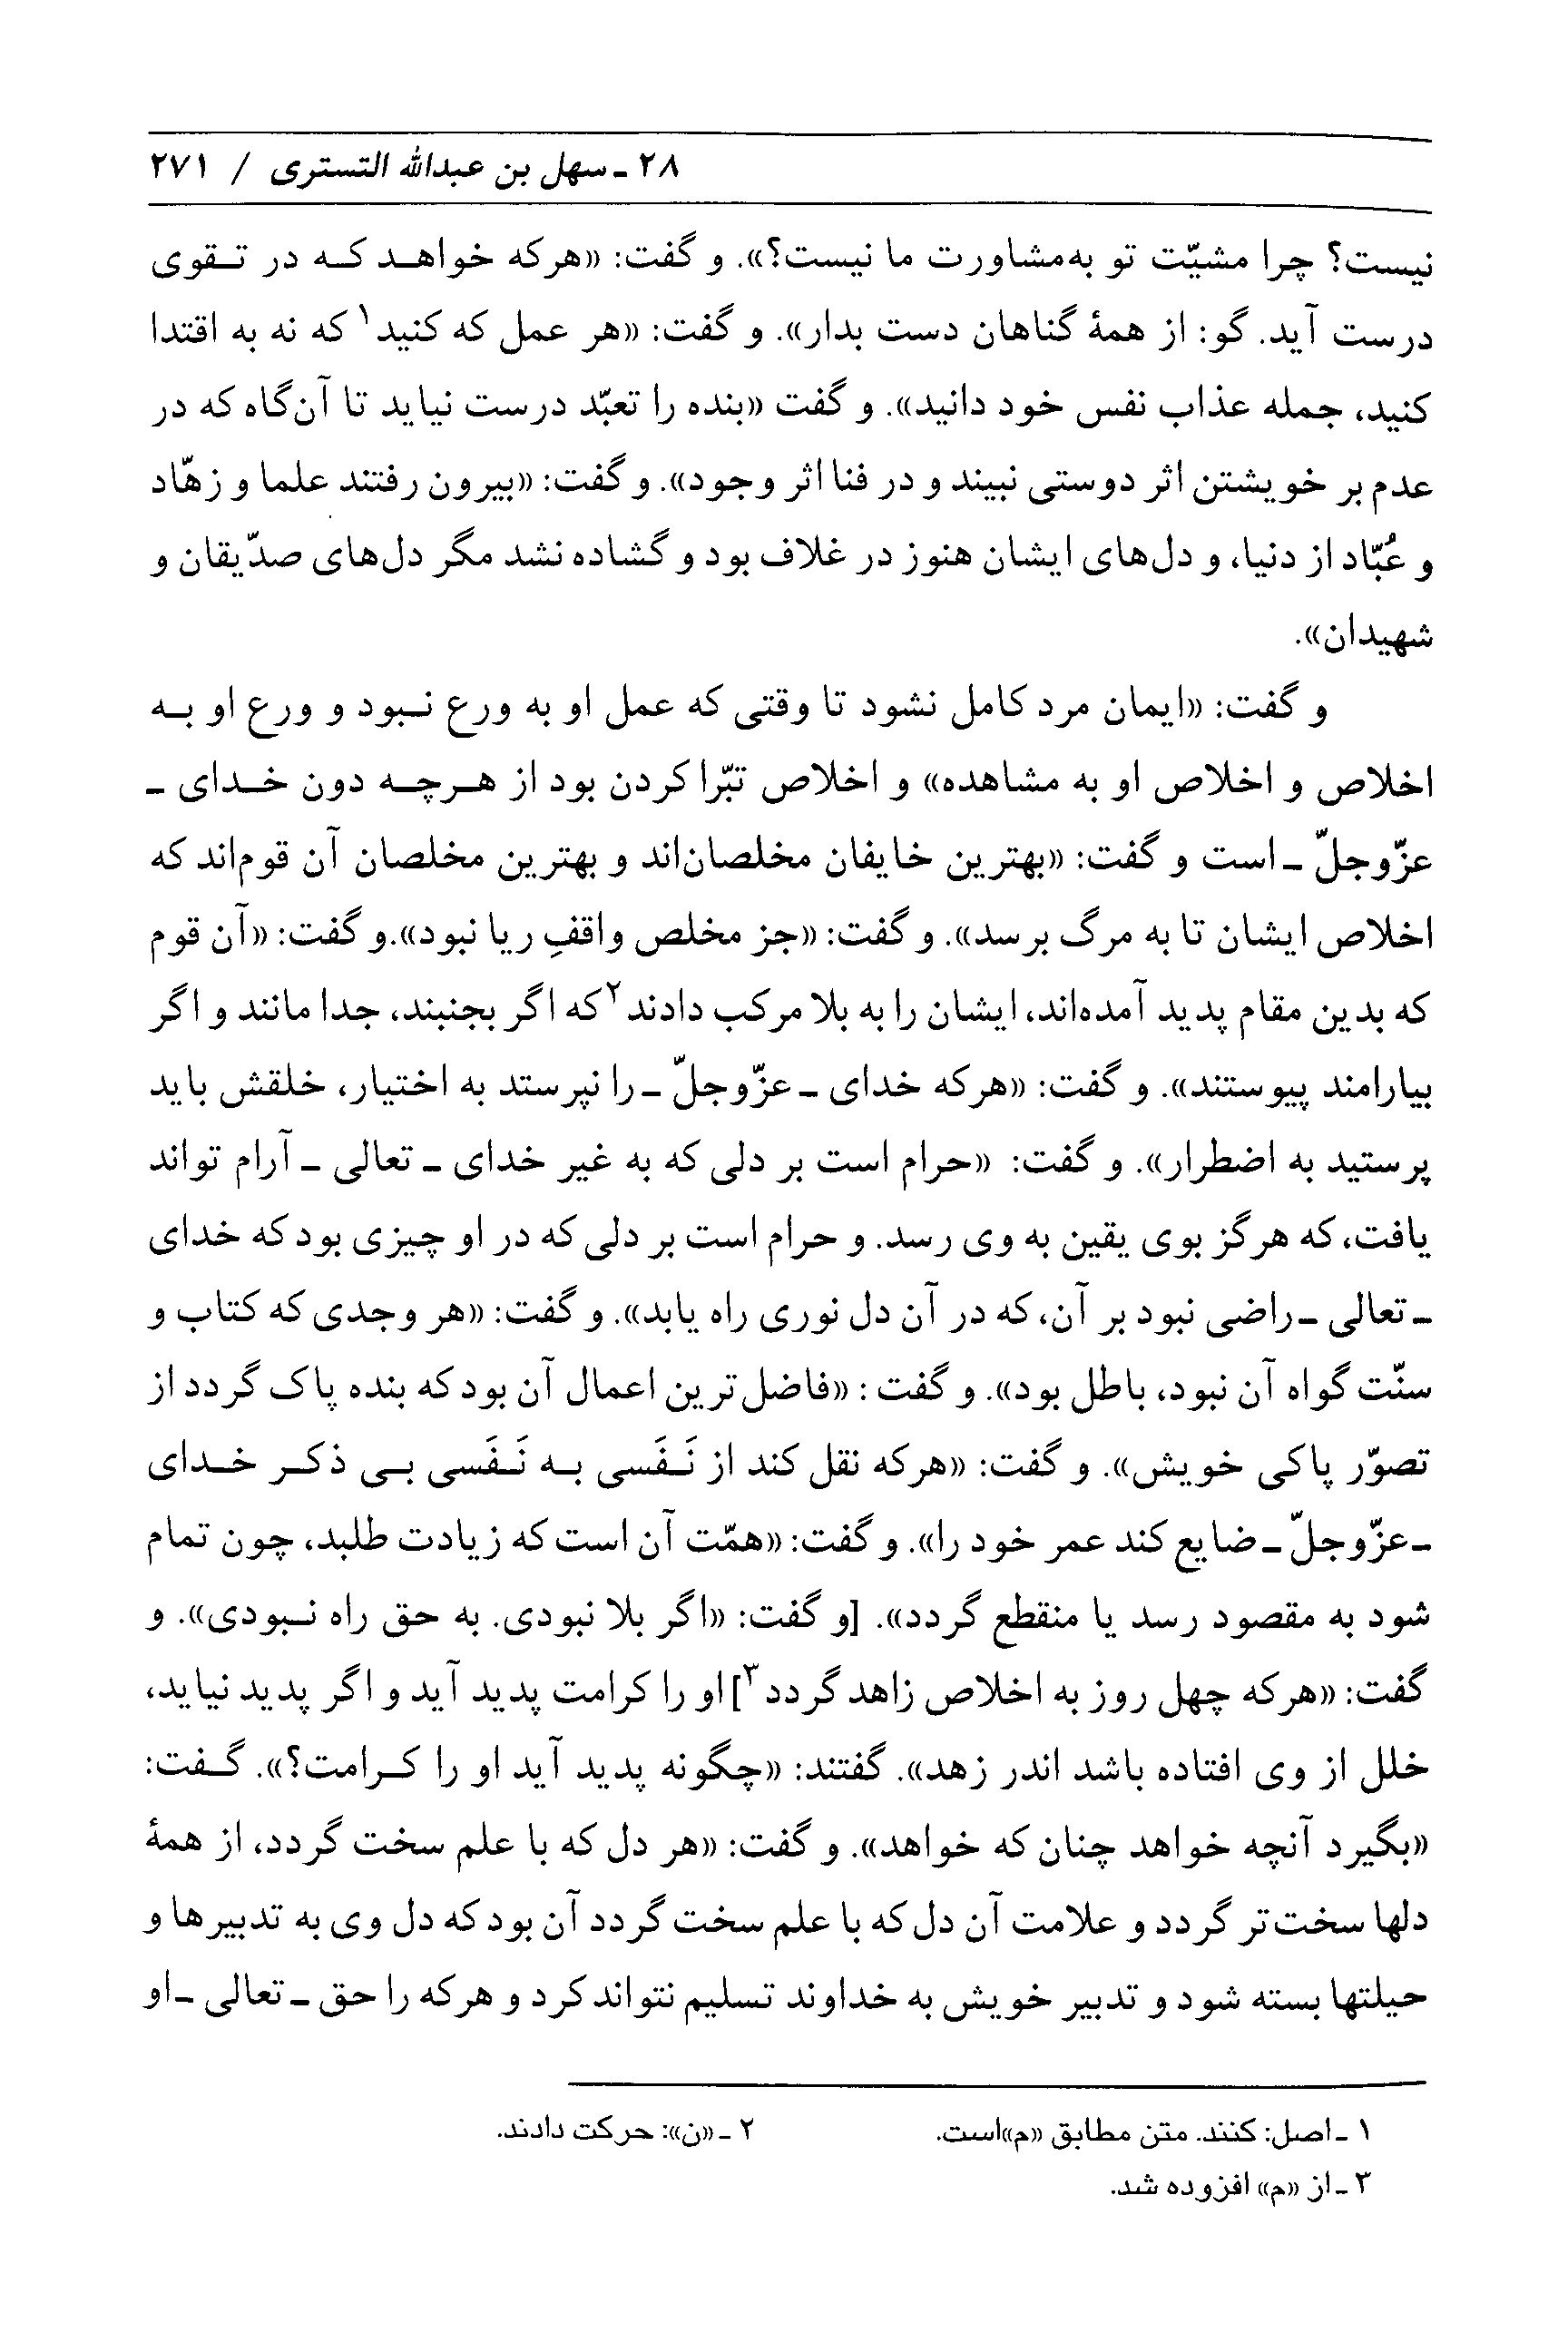 ۲۸ ـ سهل بن عبدالله التستری / ۲۷۱
نیست؟ چرا مشیّت تو به‌مشاورت ما نیست؟». و گفت: «هرکه خواهد که در تقوی
درست آید. گو: از همهٔ گناهان دست بدار». و گفت: «هر عمل که کنید۱ که نه به اقتدا
کنید، جمله عذاب نفس خود دانید». و گفت «بنده را تعبّد درست نیاید تا آن‌گاه که در
عدم بر خویشتن اثر دوستی نبیند و در فنا اثر وجود». و گفت: «بیرون رفتند علما و زهّاد
و عُبّاد از دنیا، و دل‌های ایشان هنوز در غلاف بود و گشاده نشد مگر دل‌های صدّیقان و
شهیدان».
و گفت: «ایمان مرد کامل نشود تا وقتی که عمل او به ورع نبود و ورع او به
اخلاص و اخلاص او به مشاهده» و اخلاص تبّرا کردن بود از هرچه دون خدای ـ
عزّوجلّ ـ است و گفت: «بهترین خایفان مخلصان‌اند و بهترین مخلصان آن قوم‌اند که
اخلاص ایشان تا به مرگ برسد». و گفت: «جز مخلص واقفِ ریا نبود».و گفت: «آن قوم
که بدین مقام پدید آمده‌اند، ایشان را به بلا مرکب دادند۲ که اگر بجنبند، جدا مانند و اگر
بیارامند پیوستند». و گفت: «هرکه خدای ـ عزّوجلّ ـ را نپرستد به اختیار، خلقش باید
پرستید به اضطرار». و گفت: «حرام است بر دلی که به غیر خدای ـ تعالی ـ آرام تواند
یافت، که هرگز بوی یقین به وی رسد. و حرام است بر دلی که در او چیزی بود که خدای
ـ تعالی ـ راضی نبود بر آن، که در آن دل نوری راه یابد». و گفت: «هر وجدی که کتاب و
سنّت گواه آن نبود، باطل بود». و گفت : «فاضل‌ترین اعمال آن بود که بنده پاک گردد از
تصوّر پاکی خویش». و گفت: «هرکه نقل کند از نَفَسی به نَفَسی بی ذکر خدای
ـ عزّوجلّ ـ ضایع کند عمر خود را». و گفت: «همّت آن است که زیادت طلبد، چون تمام
شود به مقصود رسد یا منقطع گردد». [و گفت: «اگر بلا نبودی. به حق راه نبودی». و
گفت: «هرکه چهل روز به اخلاص زاهد گردد۳] او را کرامت پدید آید و اگر پدید نیاید،
خلل از وی افتاده باشد اندر زهد». گفتند: «چگونه پدید آید او را کرامت؟». گفت:
«بگیرد آنچه خواهد چنان که خواهد». و گفت: «هر دل که با علم سخت گردد، از همهٔ
دلها سخت‌تر گردد و علامت آن دل که با علم سخت گردد آن بود که دل وی به تدبیرها و
حیلتها بسته شود و تدبیر خویش به خداوند تسلیم نتواند کرد و هرکه را حق ـ تعالی ـ او
۱ ـ اصل: کنند. متن مطابق «م»است. ۲ ـ «ن»: حرکت دادند.
۳ ـ از «م» افزوده شد.